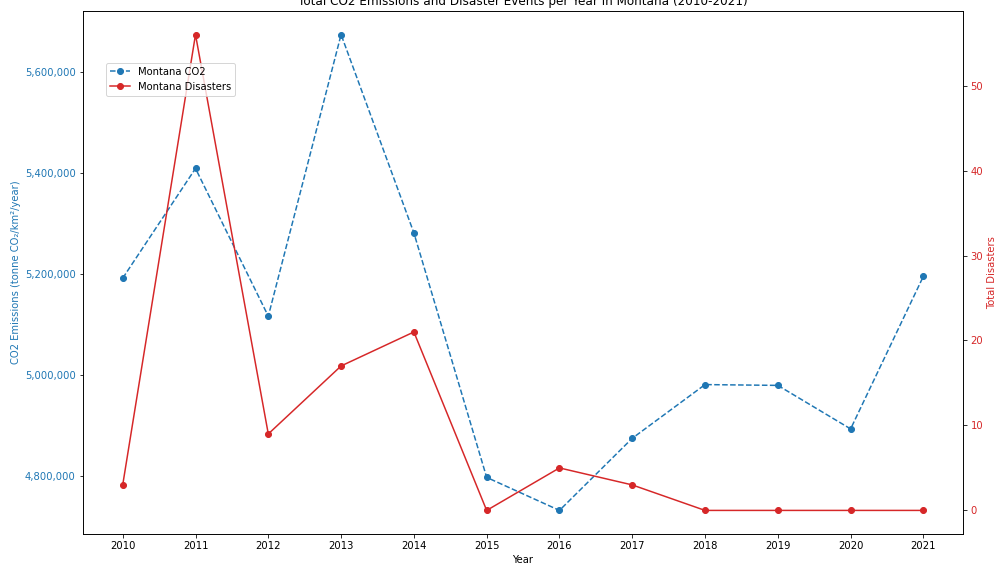 Total CO2 Emissions and Disaster Events per Year in Montana (2010-2021)
Montana CO2
Montana Disasters
CO2 Emissions (tonne CO₂/km²/year)
5,600,000
5,400,000
5,200,000
5,000,000
4,800,000
Total Disasters
50
40
30
20
10
0
2010 2011 2012 2013 2014 2015 2016 2017 2018 2019 2020 2021
Year